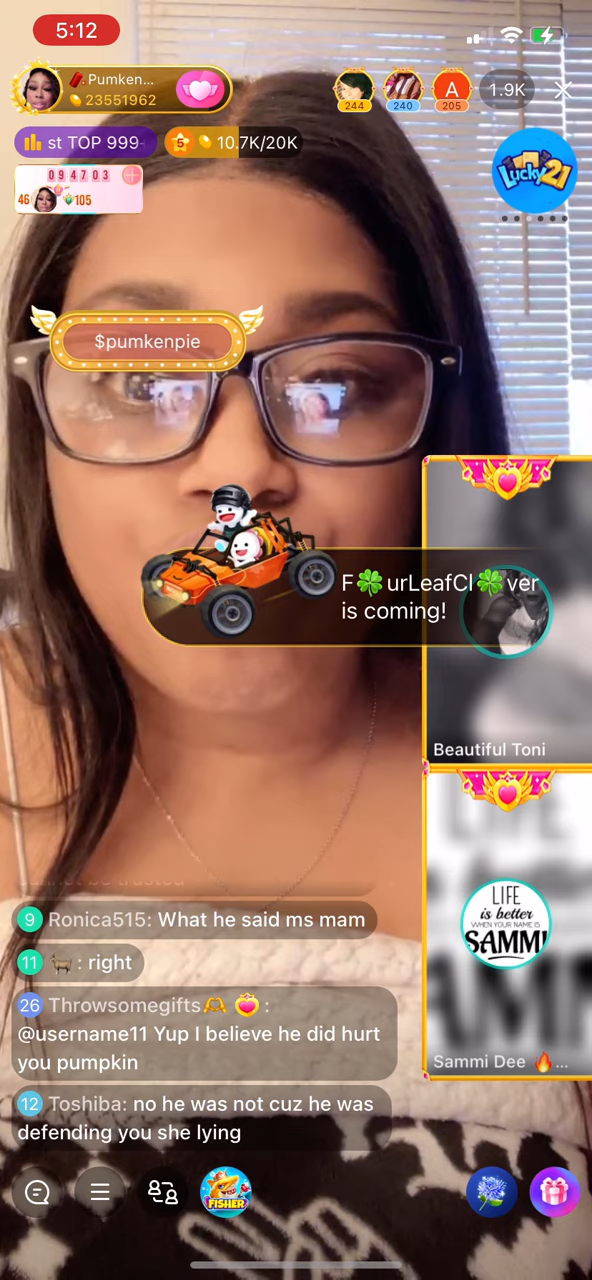 5:12
Pumken...
23551962
244
240
A
205
1.9K
st TOP 999-
5
10.7K/20K
094703
46
105
Lucky21
$pumkenpie
F🍀urLeafCl🍀ver
is coming!
Beautiful Toni
LIFE
is better
WHEN YOUR NAME IS
SAMMI
Sammi Dee 🔥...
9 Ronica515: What he said ms mam
11 🐐 : right
26 Throwsomegifts🫶 :
@username11 Yup I believe he did hurt
you pumpkin
12 Toshiba: no he was not cuz he was
defending you she lying
FISHER